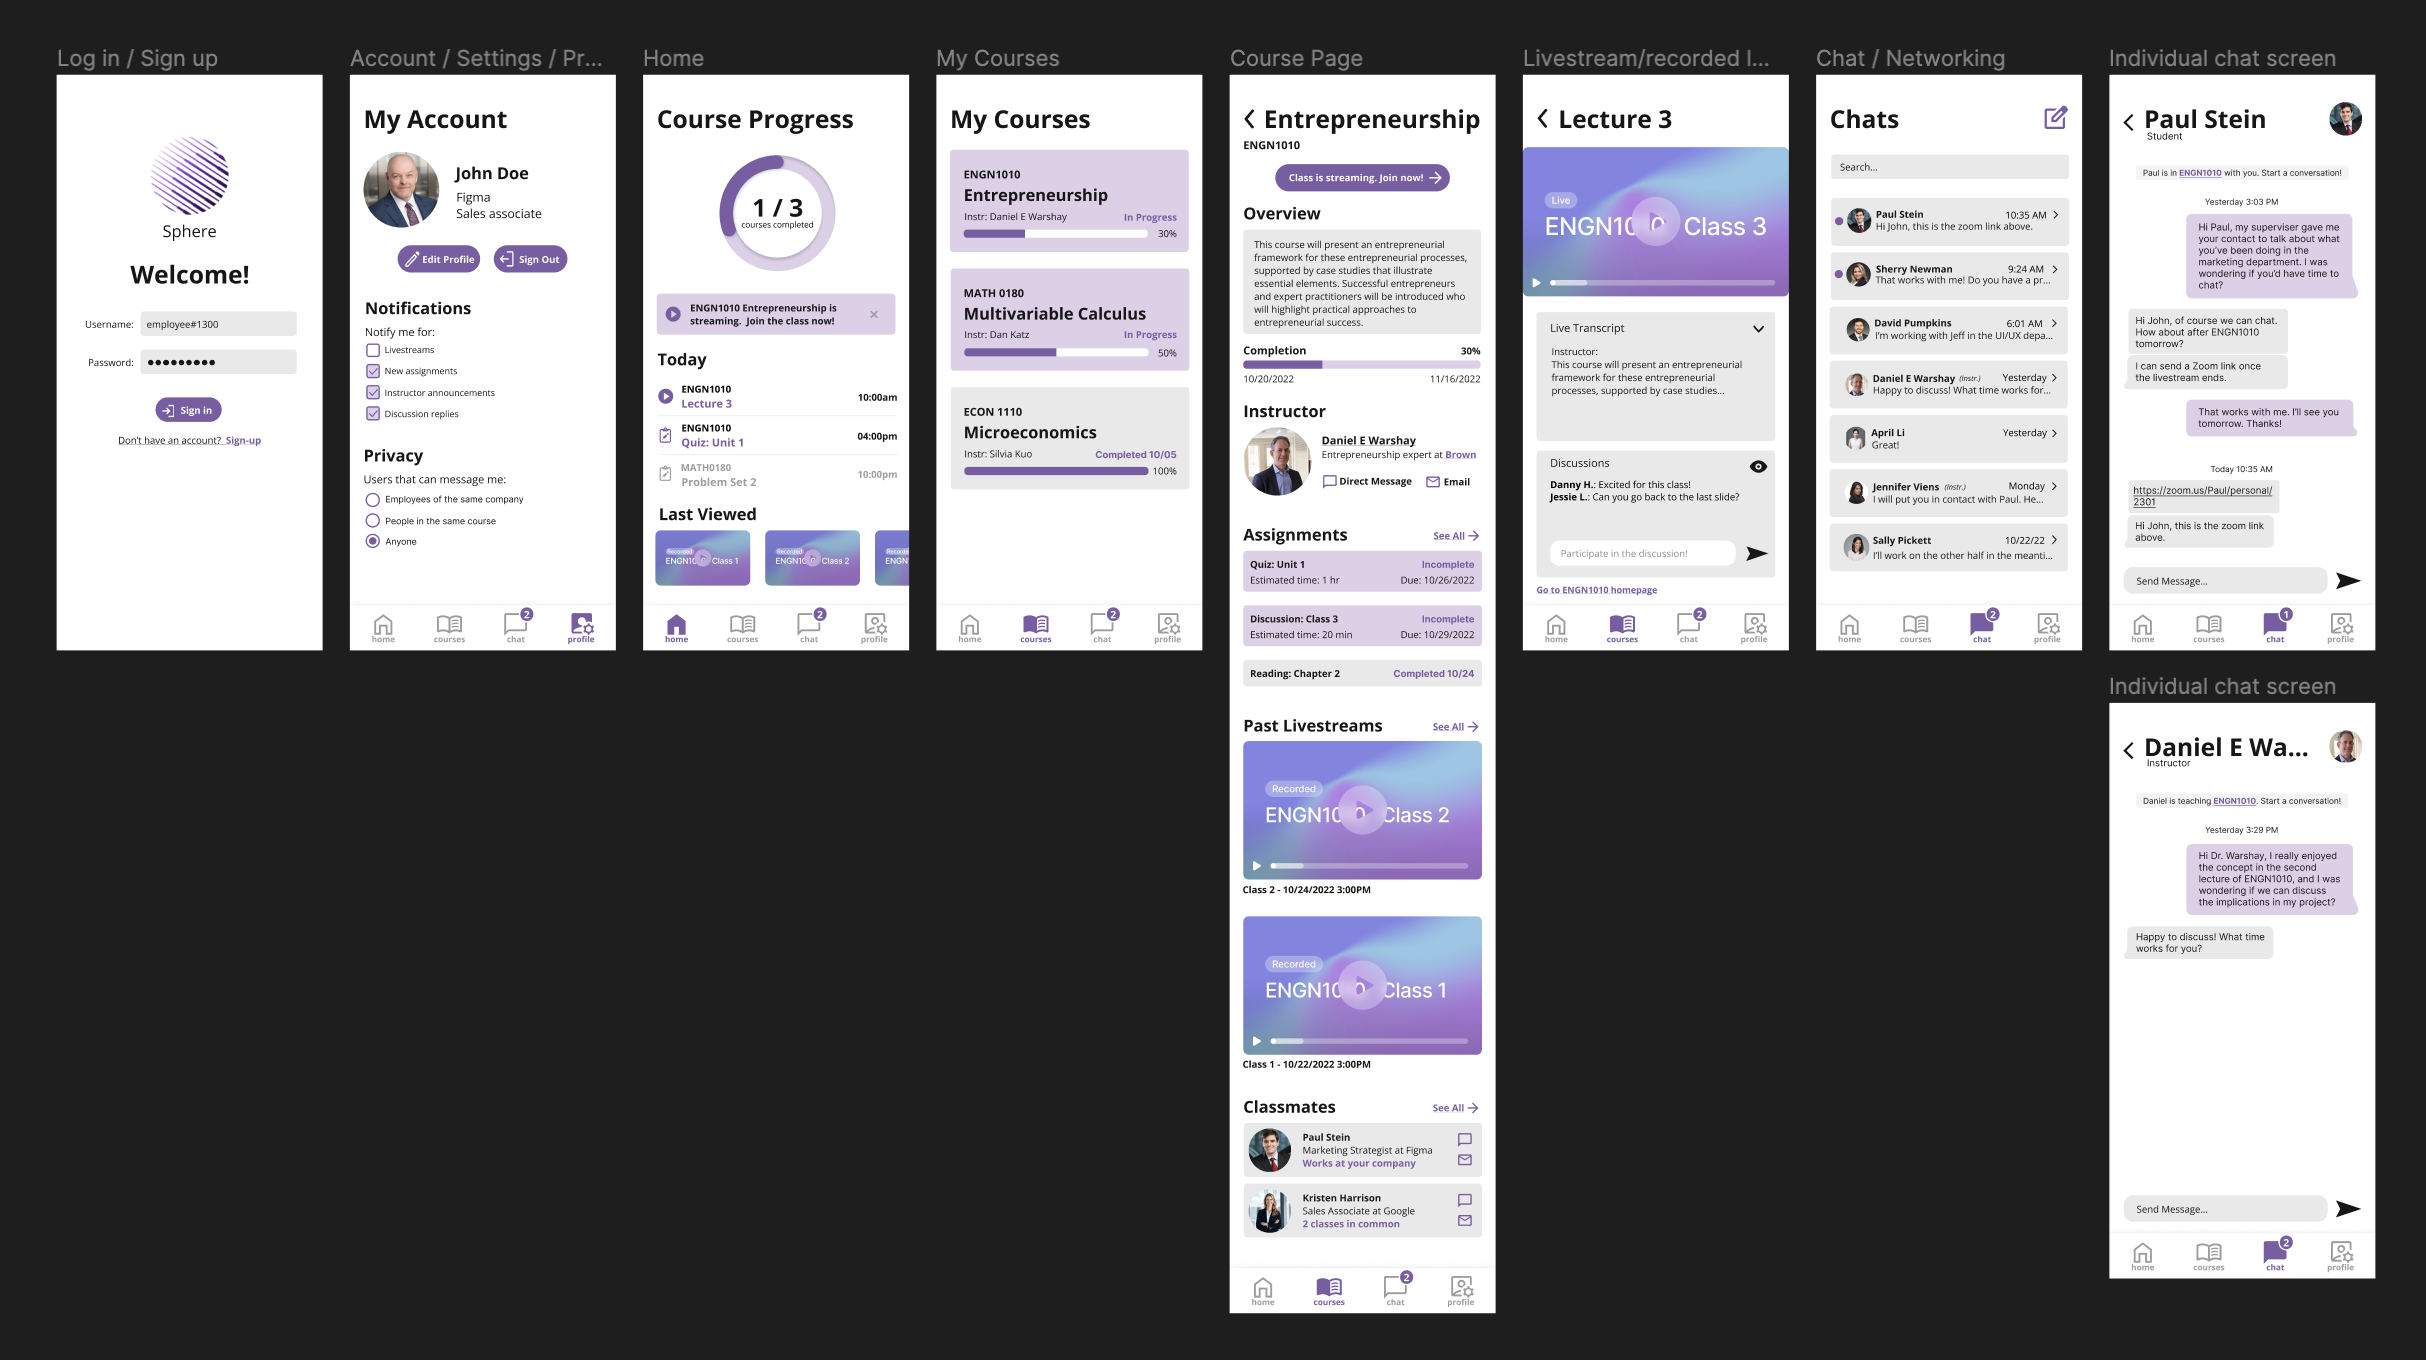 Log in / Sign up
Sphere
Welcome!
Username: employee#1300
Password: ●●●●●●●●●
Sign in
Don't have an account? Sign-up
Account / Settings / Pr...
My Account
John Doe
Figma
Sales associate
Edit Profile
Sign Out
Notifications
Notify me for:
Livestreams
New assignments
Instructor announcements
Discussion replies
Privacy
Users that can message me:
Employees of the same company
People in the same course
Anyone
home courses 2 chat profile
Home
Course Progress
1 / 3
courses completed
ENGN1010 Entrepreneurship is
streaming. Join the class now!
Today
ENGN1010
Lecture 3
10:00am
ENGN1010
Quiz: Unit 1
04:00pm
MATH0180
Problem Set 2
10:00pm
Last Viewed
Recorded
Class 1
Recorded
Class 2
ENGN
home courses 2 chat profile
My Courses
My Courses
ENGN1010
Entrepreneurship
Instr: Daniel E Warshay In Progress
30%
MATH 0180
Multivariable Calculus
Instr: Dan Katz In Progress
50%
ECON 1110
Microeconomics
Instr: Silvia Kuo Completed 10/05
100%
home courses 2 chat profile
Course Page
Entrepreneurship
ENGN1010
Class is streaming. Join now!
Overview
This course will present an entrepreneurial
framework for these entrepreneurial processes,
supported by case studies that illustrate
essential elements. Successful entrepreneurs
and expert practitioners will be introduced who
will highlight practical approaches to
entrepreneurial success.
Completion 30%
10/20/2022 11/16/2022
Instructor
Daniel E Warshay
Entrepreneurship expert at Brown
Direct Message Email
Assignments See All
Quiz: Unit 1 Incomplete
Estimated time: 1 hr Due: 10/26/2022
Discussion: Class 3 Incomplete
Estimated time: 20 min Due: 10/29/2022
Reading: Chapter 2 Completed 10/24
Past Livestreams See All
Recorded
ENGN1010 Class 2
Class 2 - 10/24/2022 3:00PM
Recorded
ENGN1010 Class 1
Class 1 - 10/22/2022 3:00PM
Classmates See All
Paul Stein
Marketing Strategist at Figma
Works at your company
Kristen Harrison
Sales Associate at Google
2 classes in common
home courses 2 chat profile
Livestream/recorded l...
Lecture 3
Live
ENGN1010 Class 3
Live Transcript
Instructor:
This course will present an entrepreneurial
framework for these entrepreneurial
processes, supported by case studies...
Discussions
Danny H.: Excited for this class!
Jessie L.: Can you go back to the last slide?
Participate in the discussion!
Go to ENGN1010 homepage
home courses 2 chat profile
Chat / Networking
Chats
Search...
Paul Stein 10:35 AM
Hi John, this is the zoom link above.
Sherry Newman 9:24 AM
That works with me! Do you have a pr...
David Pumpkins 6:01 AM
I'm working with Jeff in the UI/UX depa...
Daniel E Warshay (Instr.) Yesterday
Happy to discuss! What time works for...
April Li Yesterday
Great!
Jennifer Viens (Instr.) Monday
I will put you in contact with Paul. He...
Sally Pickett 10/22/22
I'll work on the other half in the meanti...
home courses 2 chat profile
Individual chat screen
Paul Stein
Student
Paul is in ENGN1010 with you. Start a conversation!
Yesterday 3:03 PM
Hi Paul, my superviser gave me
your contact to talk about what
you've been doing in the
marketing department. I was
wondering if you'd have time to
chat?
Hi John, of course we can chat.
How about after ENGN1010
tomorrow?
I can send a Zoom link once
the livestream ends.
That works with me. I'll see you
tomorrow. Thanks!
Today 10:35 AM
https://zoom.us/Paul/personal/
2301
Hi John, this is the zoom link
above.
Send Message...
home courses 1 chat profile
Individual chat screen
Daniel E Wa...
Instructor
Daniel is teaching ENGN1010. Start a conversation!
Yesterday 3:29 PM
Hi Dr. Warshay, I really enjoyed
the concept in the second
lecture of ENGN1010, and I was
wondering if we can discuss
the implications in my project?
Happy to discuss! What time
works for you?
Send Message...
home courses 2 chat profile